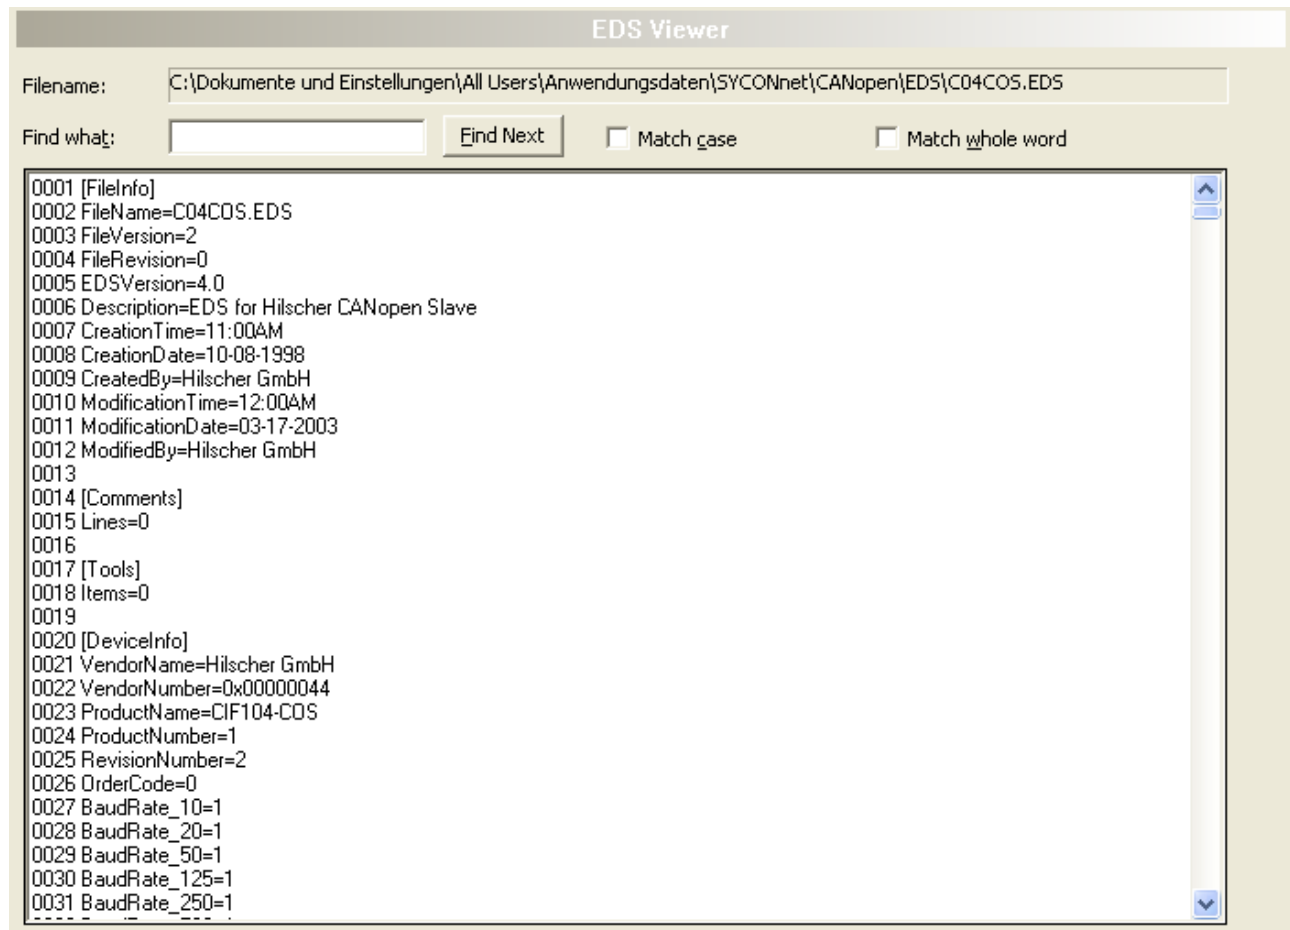 EDS Viewer
Filename: C:\Dokumente und Einstellungen\All Users\Anwendungsdaten\SYCONnet\CANopen\EDS\C04COS.EDS
Find what: Find Next Match case Match whole word
0001 [FileInfo]
0002 FileName=C04COS.EDS
0003 FileVersion=2
0004 FileRevision=0
0005 EDSVersion=4.0
0006 Description=EDS for Hilscher CANopen Slave
0007 CreationTime=11:00AM
0008 CreationDate=10-08-1998
0009 CreatedBy=Hilscher GmbH
0010 ModificationTime=12:00AM
0011 ModificationDate=03-17-2003
0012 ModifiedBy=Hilscher GmbH
0013
0014 [Comments]
0015 Lines=0
0016
0017 [Tools]
0018 Items=0
0019
0020 [DeviceInfo]
0021 VendorName=Hilscher GmbH
0022 VendorNumber=0x00000044
0023 ProductName=CIF104-COS
0024 ProductNumber=1
0025 RevisionNumber=2
0026 OrderCode=0
0027 BaudRate_10=1
0028 BaudRate_20=1
0029 BaudRate_50=1
0030 BaudRate_125=1
0031 BaudRate_250=1